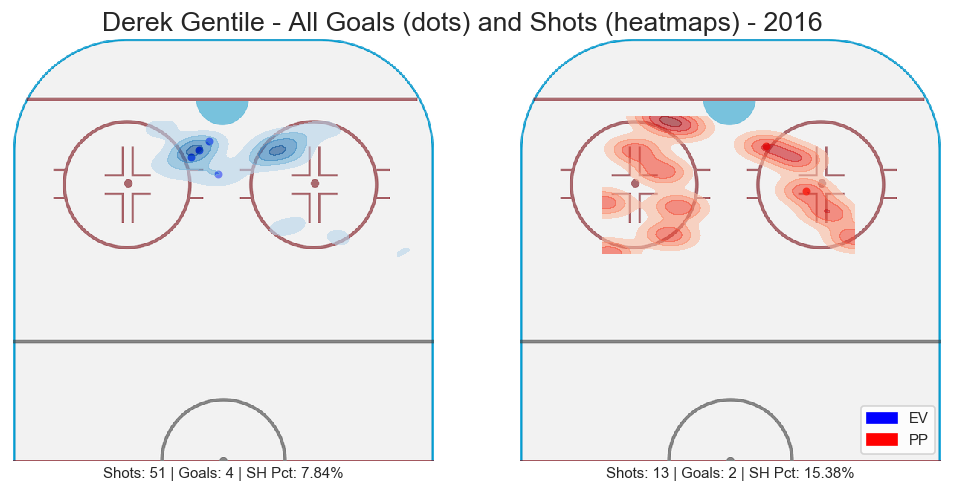 Derek Gentile - All Goals (dots) and Shots (heatmaps) - 2016
EV
PP
Shots: 51 | Goals: 4 | SH Pct: 7.84%
Shots: 13 | Goals: 2 | SH Pct: 15.38%